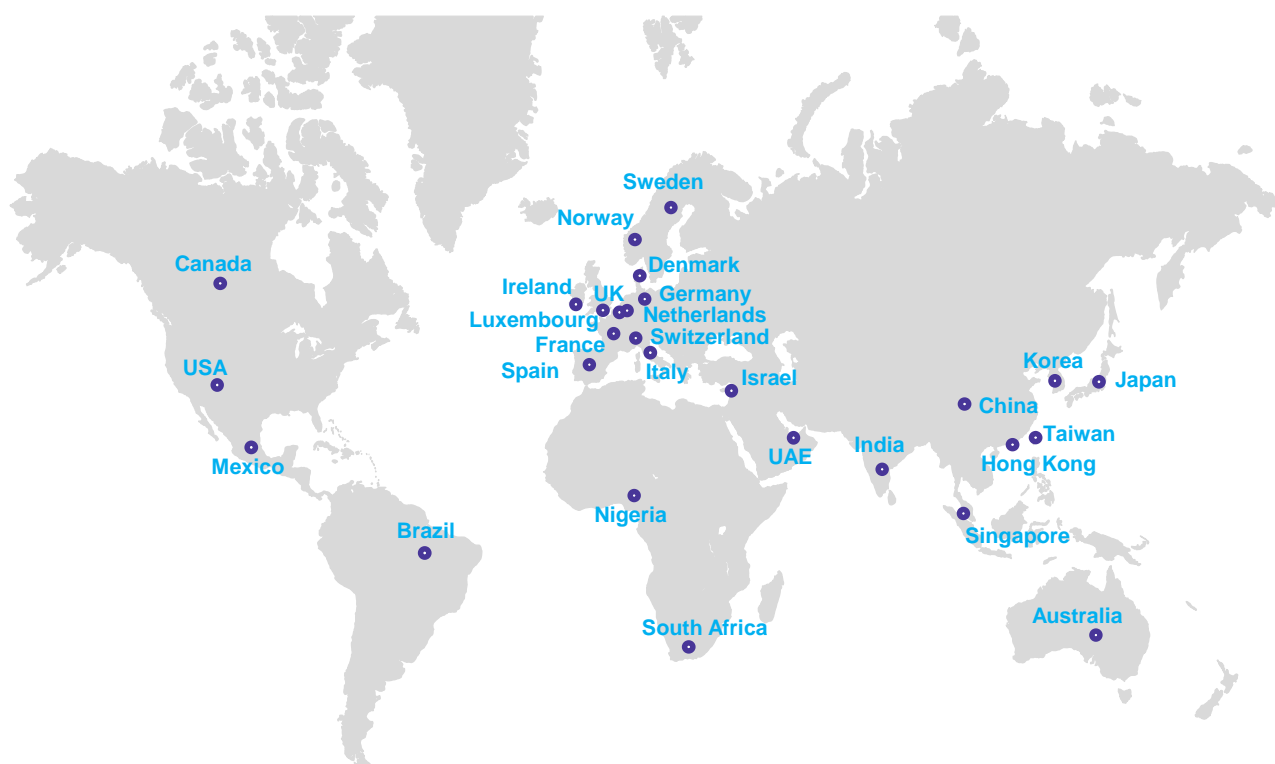 Sweden
Norway
Canada
Denmark
Ireland
UK
Germany
Luxembourg
Netherlands
France
Switzerland
USA
Spain
Italy
Israel
Korea
Japan
China
Mexico
UAE
India
Taiwan
Hong Kong
Nigeria
Brazil
Singapore
South Africa
Australia